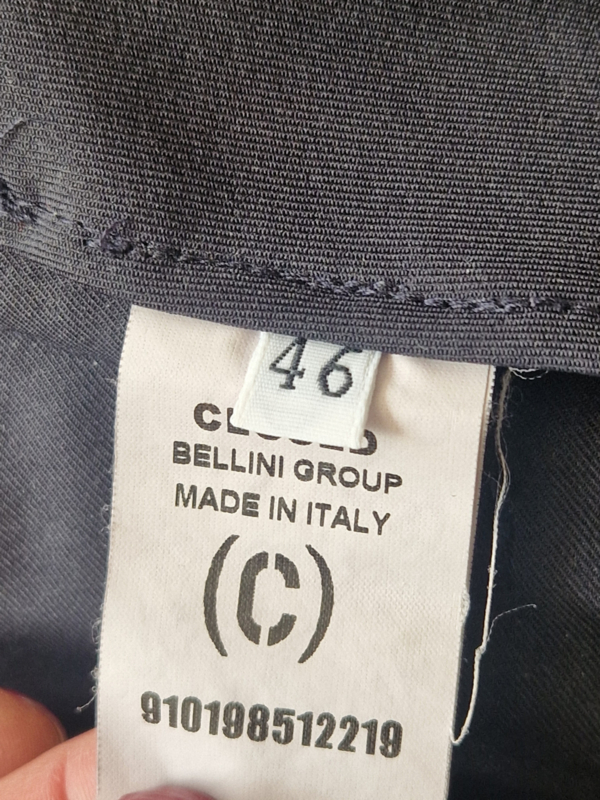 46
CLOSED
BELLINI GROUP
MADE IN ITALY
(C)
910198512219